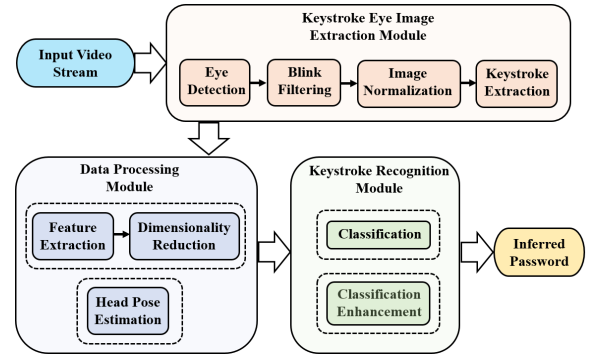 Keystroke Eye Image
Extraction Module
Input Video
Stream
Eye
Detection
Blink
Filtering
Image
Normalization
Keystroke
Extraction
Data Processing
Module
Feature
Extraction
Dimensionality
Reduction
Head Pose
Estimation
Keystroke Recognition
Module
Classification
Classification
Enhancement
Inferred
Password